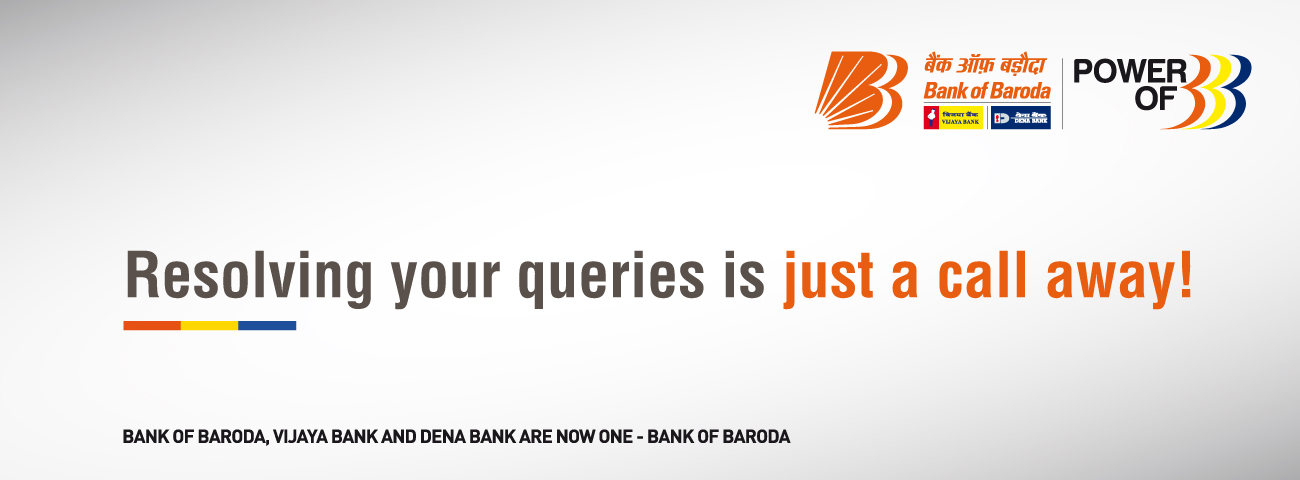 बैंक ऑफ़ बड़ौदा
Bank of Baroda
विजया बैंक
VIJAYA BANK
देना बैंक
DENA BANK
POWER
OF
Resolving your queries is just a call away!
BANK OF BARODA, VIJAYA BANK AND DENA BANK ARE NOW ONE - BANK OF BARODA